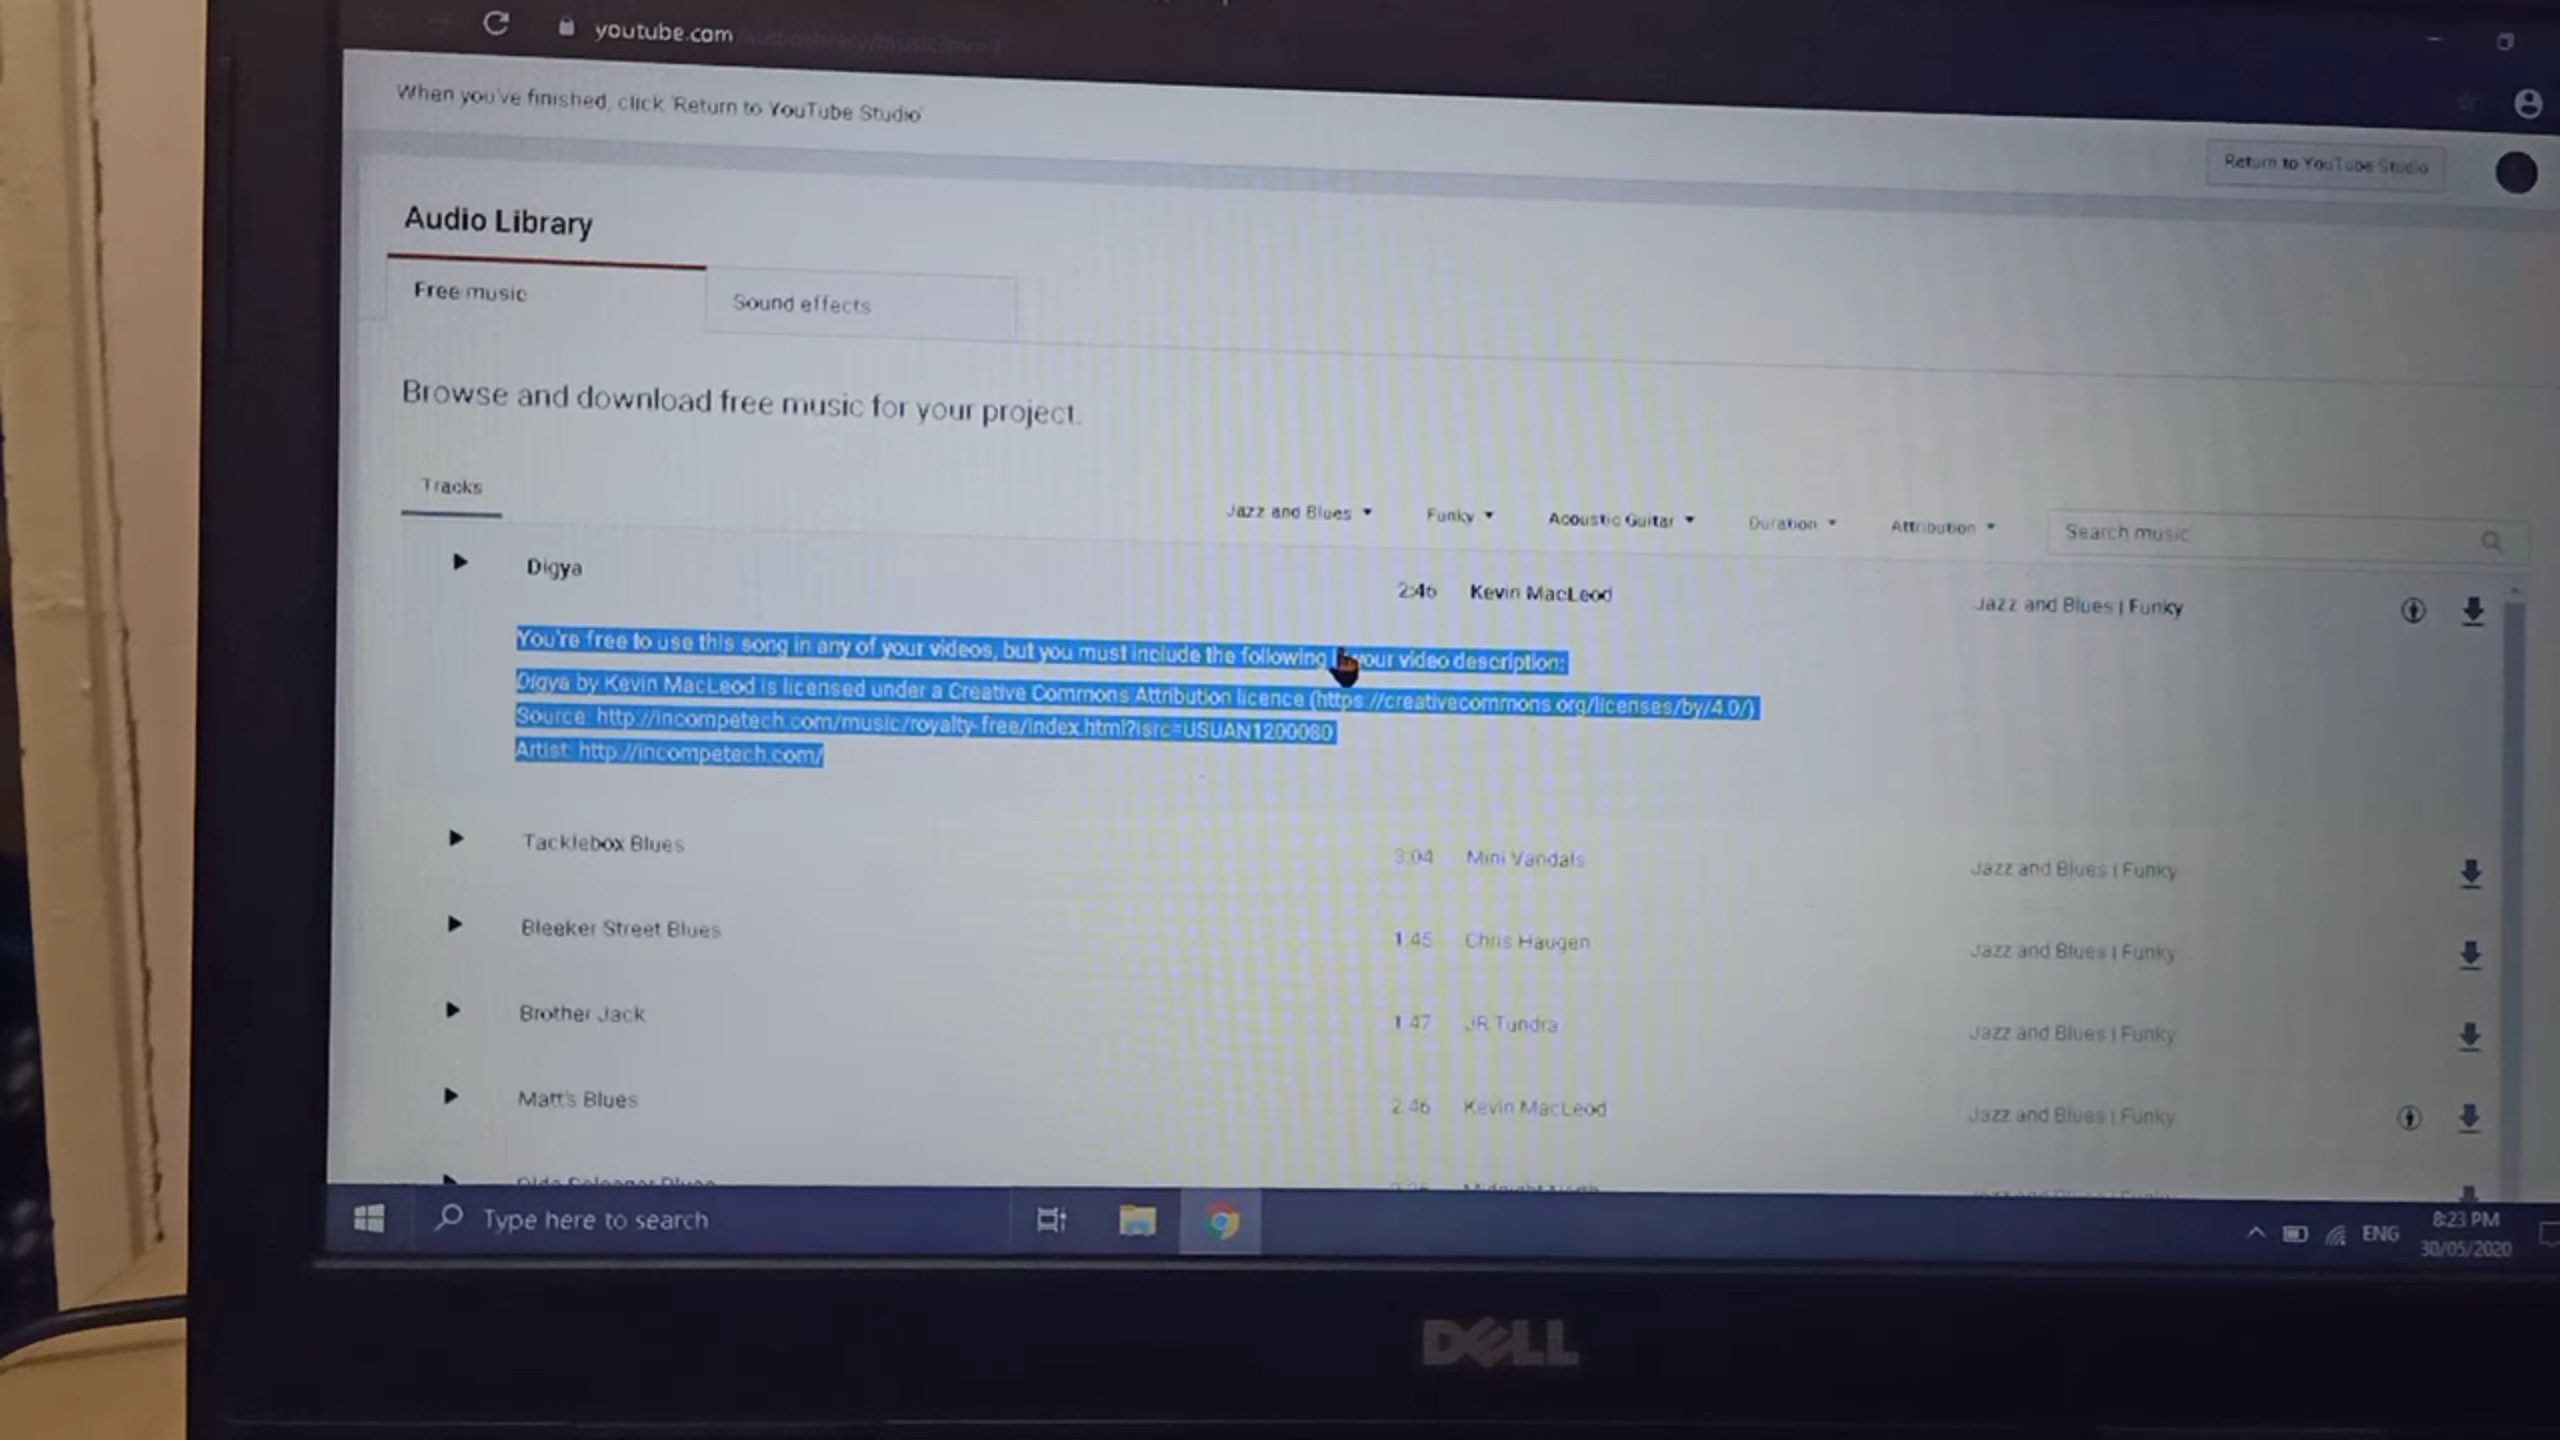 youtube.com/audiolibrary/music?nv=1
When you've finished, click 'Return to YouTube Studio'
Return to YouTube Studio
Audio Library
Free music
Sound effects
Browse and download free music for your project.
Tracks
Jazz and Blues
Funky
Acoustic Guitar
Duration
Attribution
Search music
Digya
2:46
Kevin MacLeod
Jazz and Blues | Funky
You're free to use this song in any of your videos, but you must include the following your video description:
Digya by Kevin MacLeod is licensed under a Creative Commons Attribution licence (https://creativecommons.org/licenses/by/4.0/)
Source: http://incompetech.com/music/royalty-free/index.html?isrc=USUAN1200080
Artist: http://incompetech.com/
Tacklebox Blues
3:04
Mini Vandals
Jazz and Blues | Funky
Bleeker Street Blues
1:45
Chris Haugen
Jazz and Blues | Funky
Brother Jack
1:47
JR Tundra
Jazz and Blues | Funky
Matt's Blues
2:46
Kevin MacLeod
Jazz and Blues | Funky
Midnight North
Type here to search
ENG
8:23 PM
30/05/2020
DELL